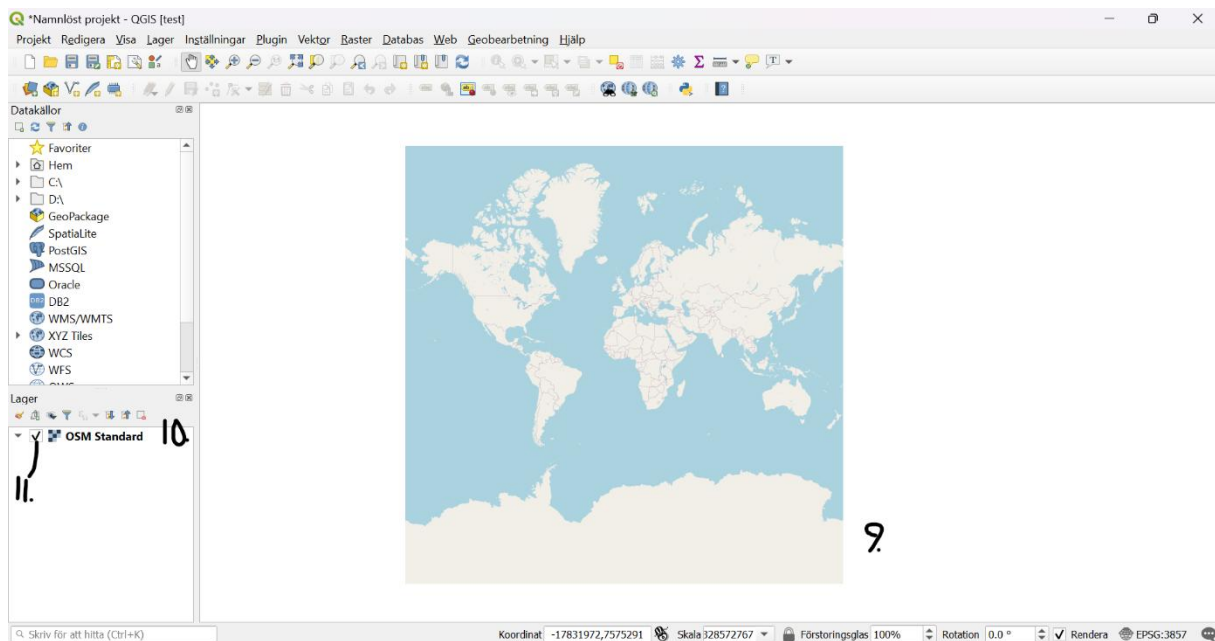 *Namnlöst projekt - QGIS [test]
Projekt Redigera Visa Lager Inställningar Plugin Vektor Raster Databas Web Geobearbetning Hjälp
Datakällor
Favoriter
Hem
C:\
D:\
GeoPackage
SpatiaLite
PostGIS
MSSQL
Oracle
DB2 DB2
WMS/WMTS
XYZ Tiles
WCS
WFS
Lager
OSM Standard 10.
11.
9.
Skriv för att hitta (Ctrl+K) Koordinat -17831972,7575291 Skala 328572767 Förstoringsglas 100% Rotation 0.0 ° Rendera EPSG:3857